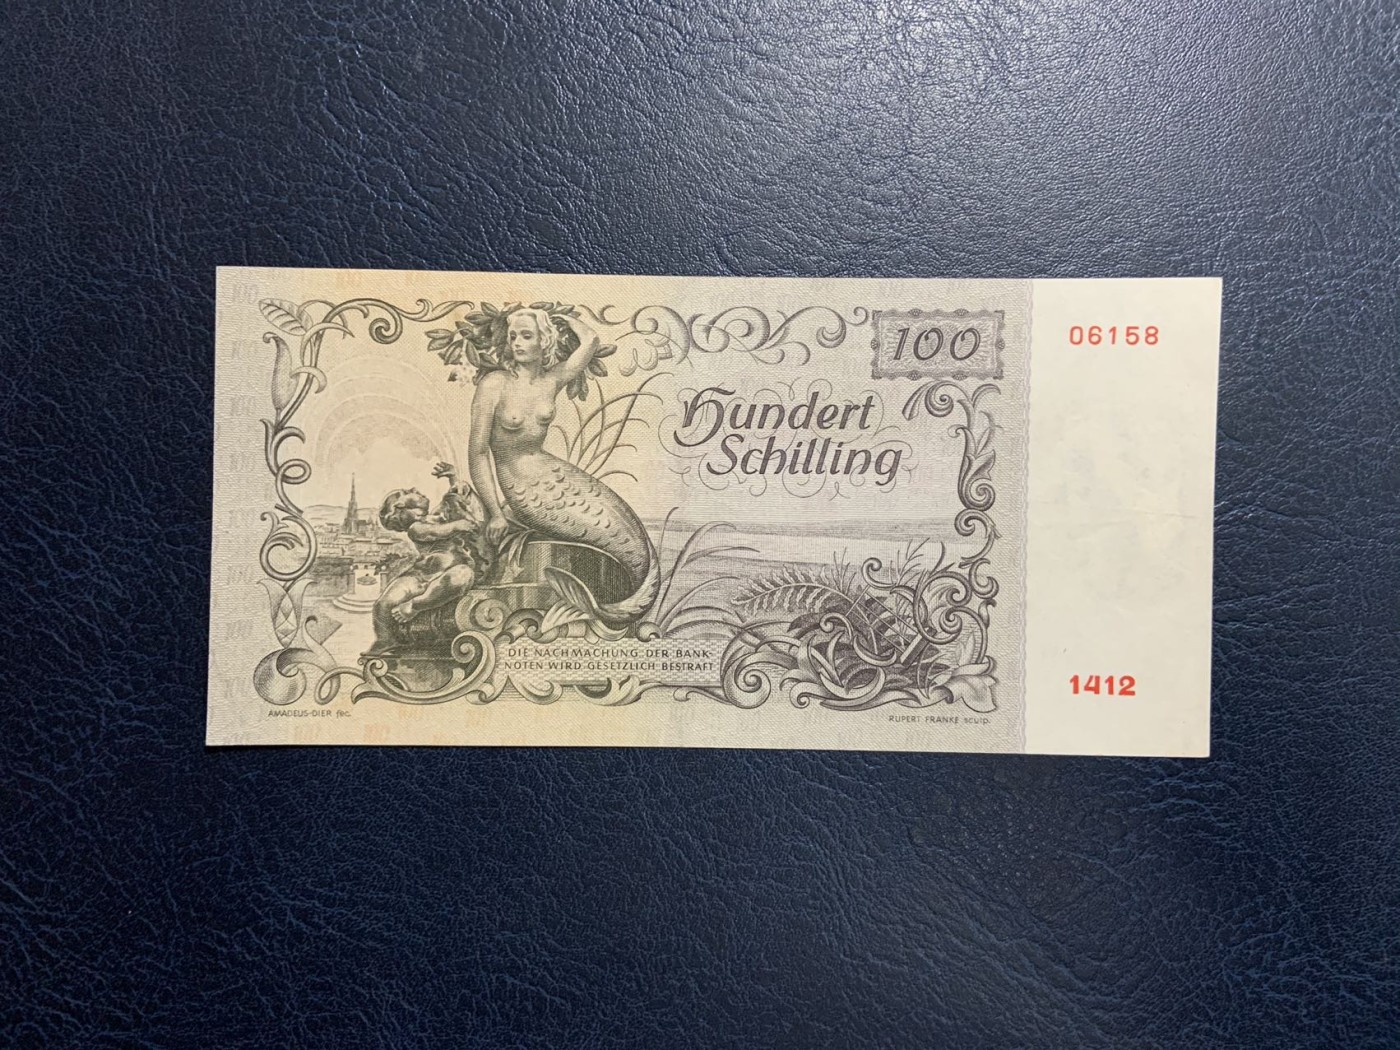 100
06158
Hundert
Schilling
DIE NACHMACHUNG DER BANK-
NOTEN WIRD GESETZLICH BESTRAFT
1412
AMADEUS-DIER fec.
RUPERT FRANKE sculp.